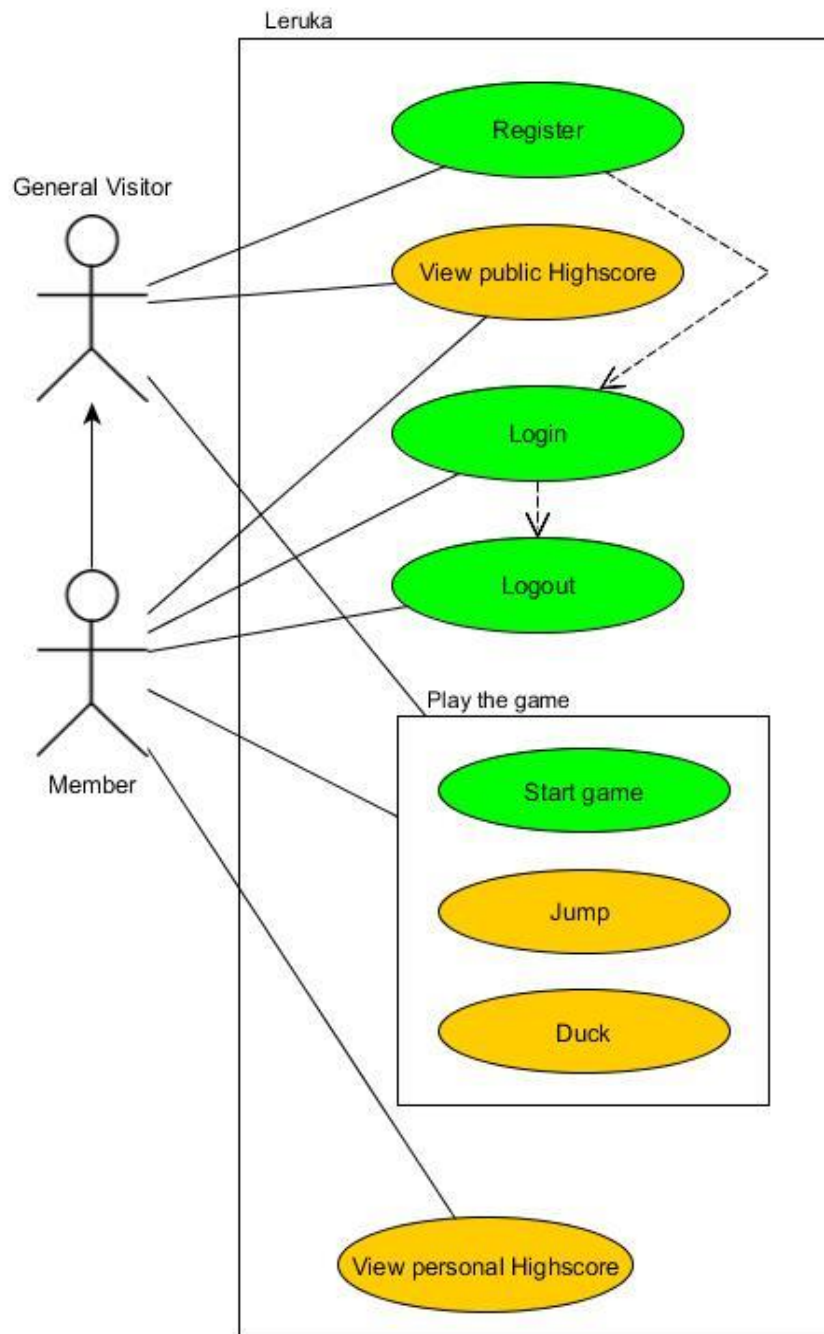 Leruka
Register
General Visitor
View public Highscore
Login
Logout
Play the game
Member
Start game
Jump
Duck
View personal Highscore